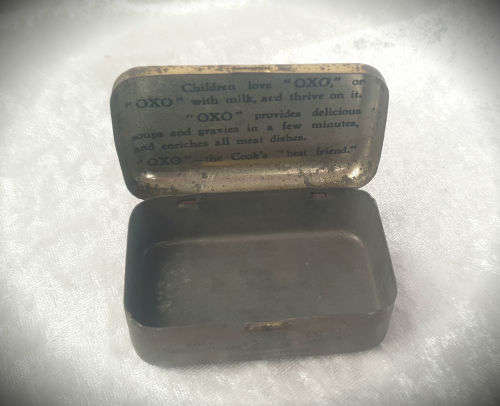 Children love "OXO," or
"OXO" with milk, and thrive on it.
"OXO" provides delicious
soups and gravies in a few minutes,
and enriches all meat dishes.
"OXO"—the Cook's "best friend."